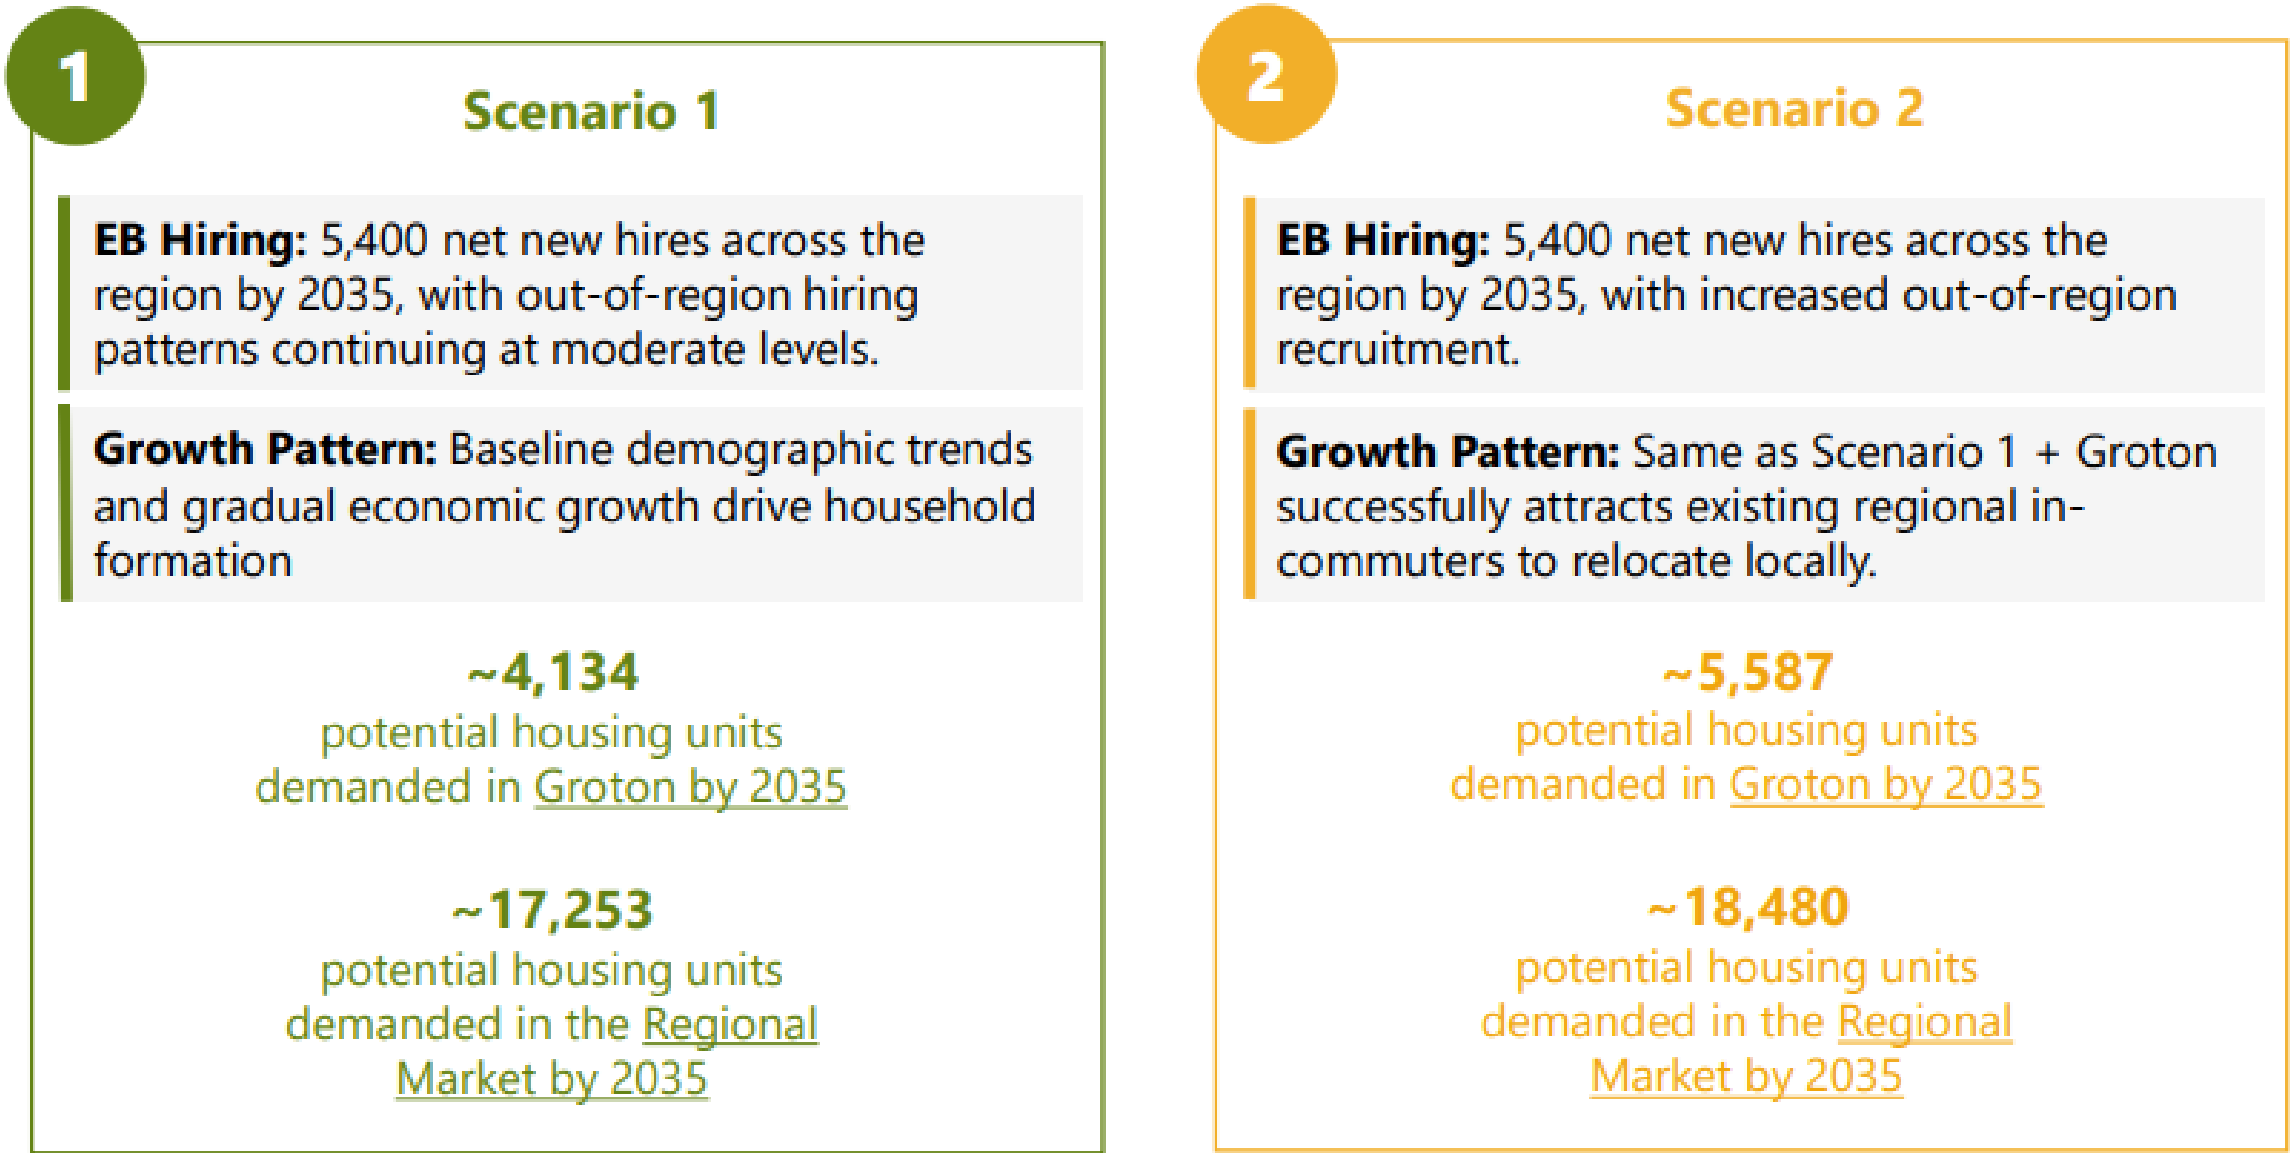 1
Scenario 1
EB Hiring: 5,400 net new hires across the
region by 2035, with out-of-region hiring
patterns continuing at moderate levels.
Growth Pattern: Baseline demographic trends
and gradual economic growth drive household
formation
~4,134
potential housing units
demanded in Groton by 2035
~17,253
potential housing units
demanded in the Regional
Market by 2035
2
Scenario 2
EB Hiring: 5,400 net new hires across the
region by 2035, with increased out-of-region
recruitment.
Growth Pattern: Same as Scenario 1 + Groton
successfully attracts existing regional in-
commuters to relocate locally.
~5,587
potential housing units
demanded in Groton by 2035
~18,480
potential housing units
demanded in the Regional
Market by 2035